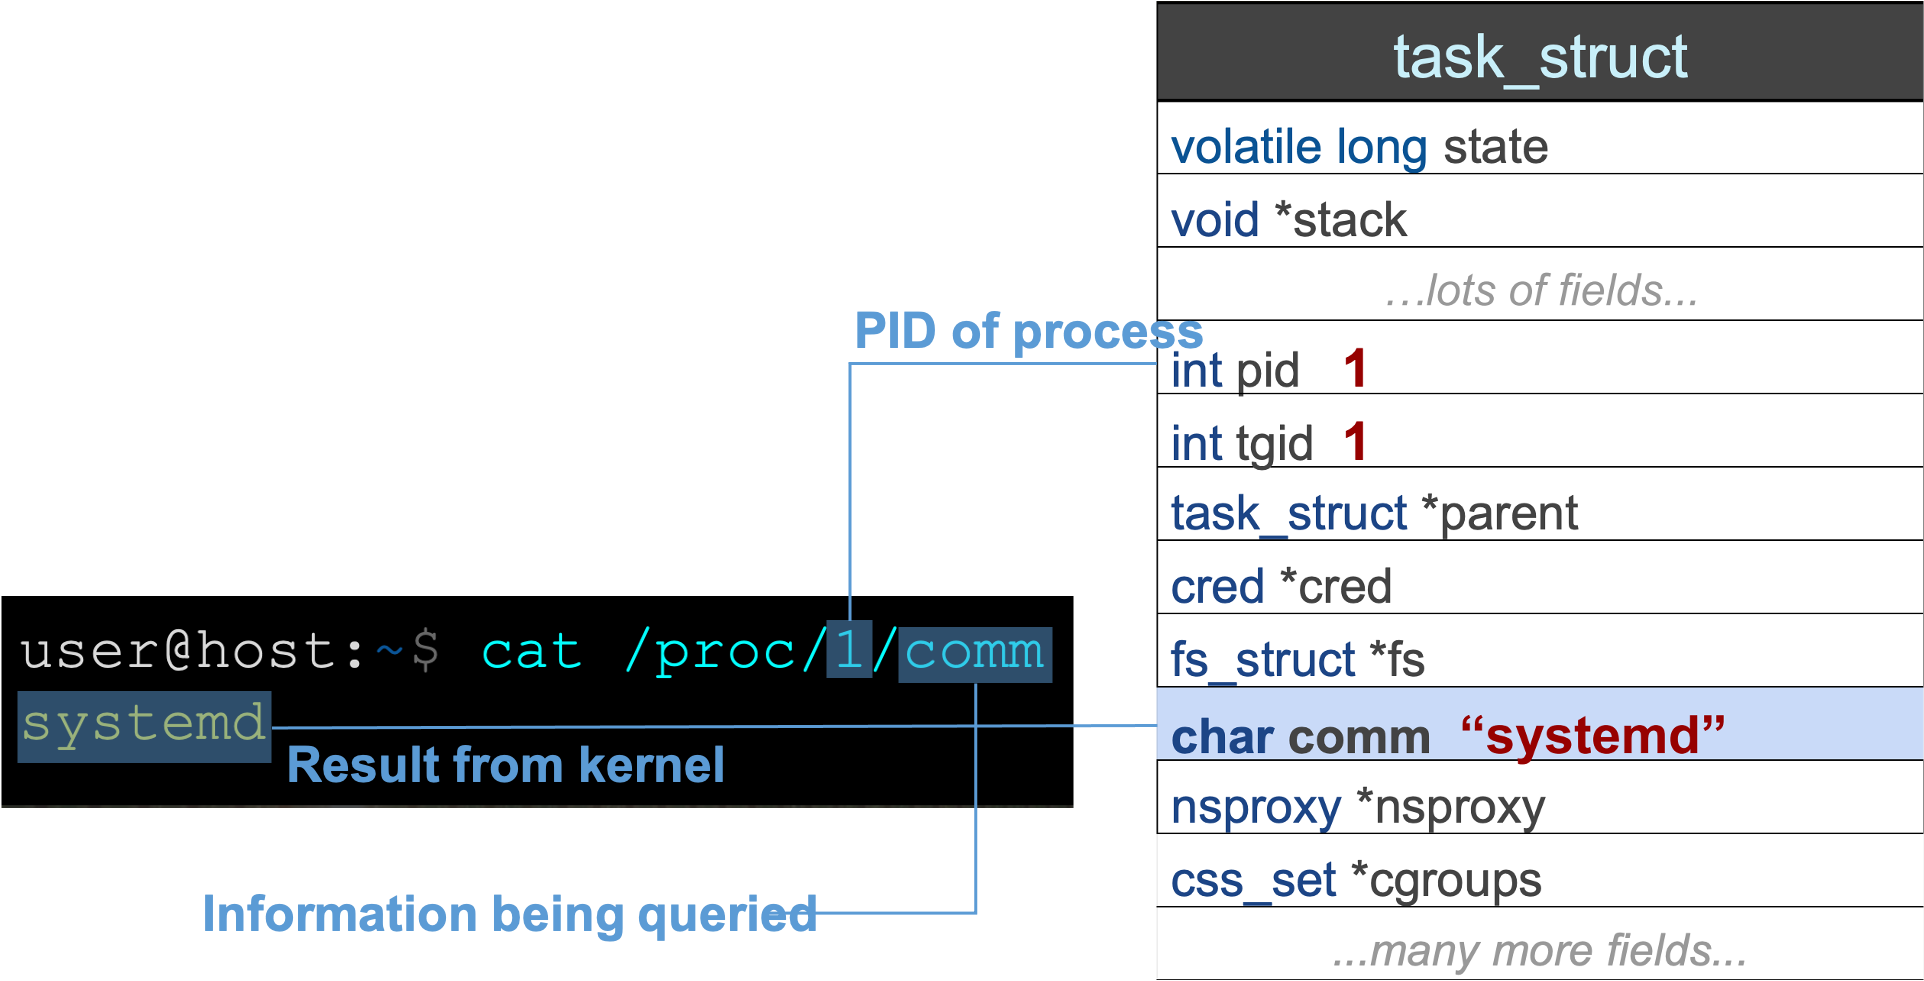 task_struct
volatile long state
void *stack
...lots of fields...
PID of process
int pid 1
int tgid 1
task_struct *parent
cred *cred
fs_struct *fs
char comm “systemd”
nsproxy *nsproxy
css_set *cgroups
...many more fields...
user@host:~$ cat /proc/1/comm
systemd
Result from kernel
Information being queried